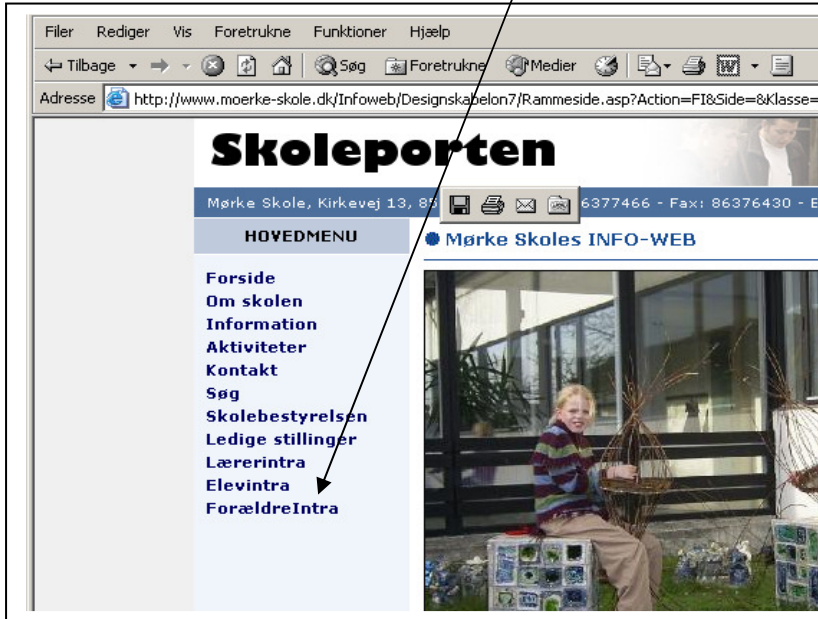 Filer Rediger Vis Foretrukne Funktioner Hjælp
Tilbage Søg Foretrukne Medier
Adresse http://www.moerke-skole.dk/Infoweb/Designskabelon7/Rammeside.asp?Action=FI&Side=&Klasse=
Skoleporten
Mørke Skole, Kirkevej 13, 85 6377466 - Fax: 86376430 - E
HOVEDMENU
Mørke Skoles INFO-WEB
Forside
Om skolen
Information
Aktiviteter
Kontakt
Søg
Skolebestyrelsen
Ledige stillinger
Lærerintra
Elevintra
ForældreIntra